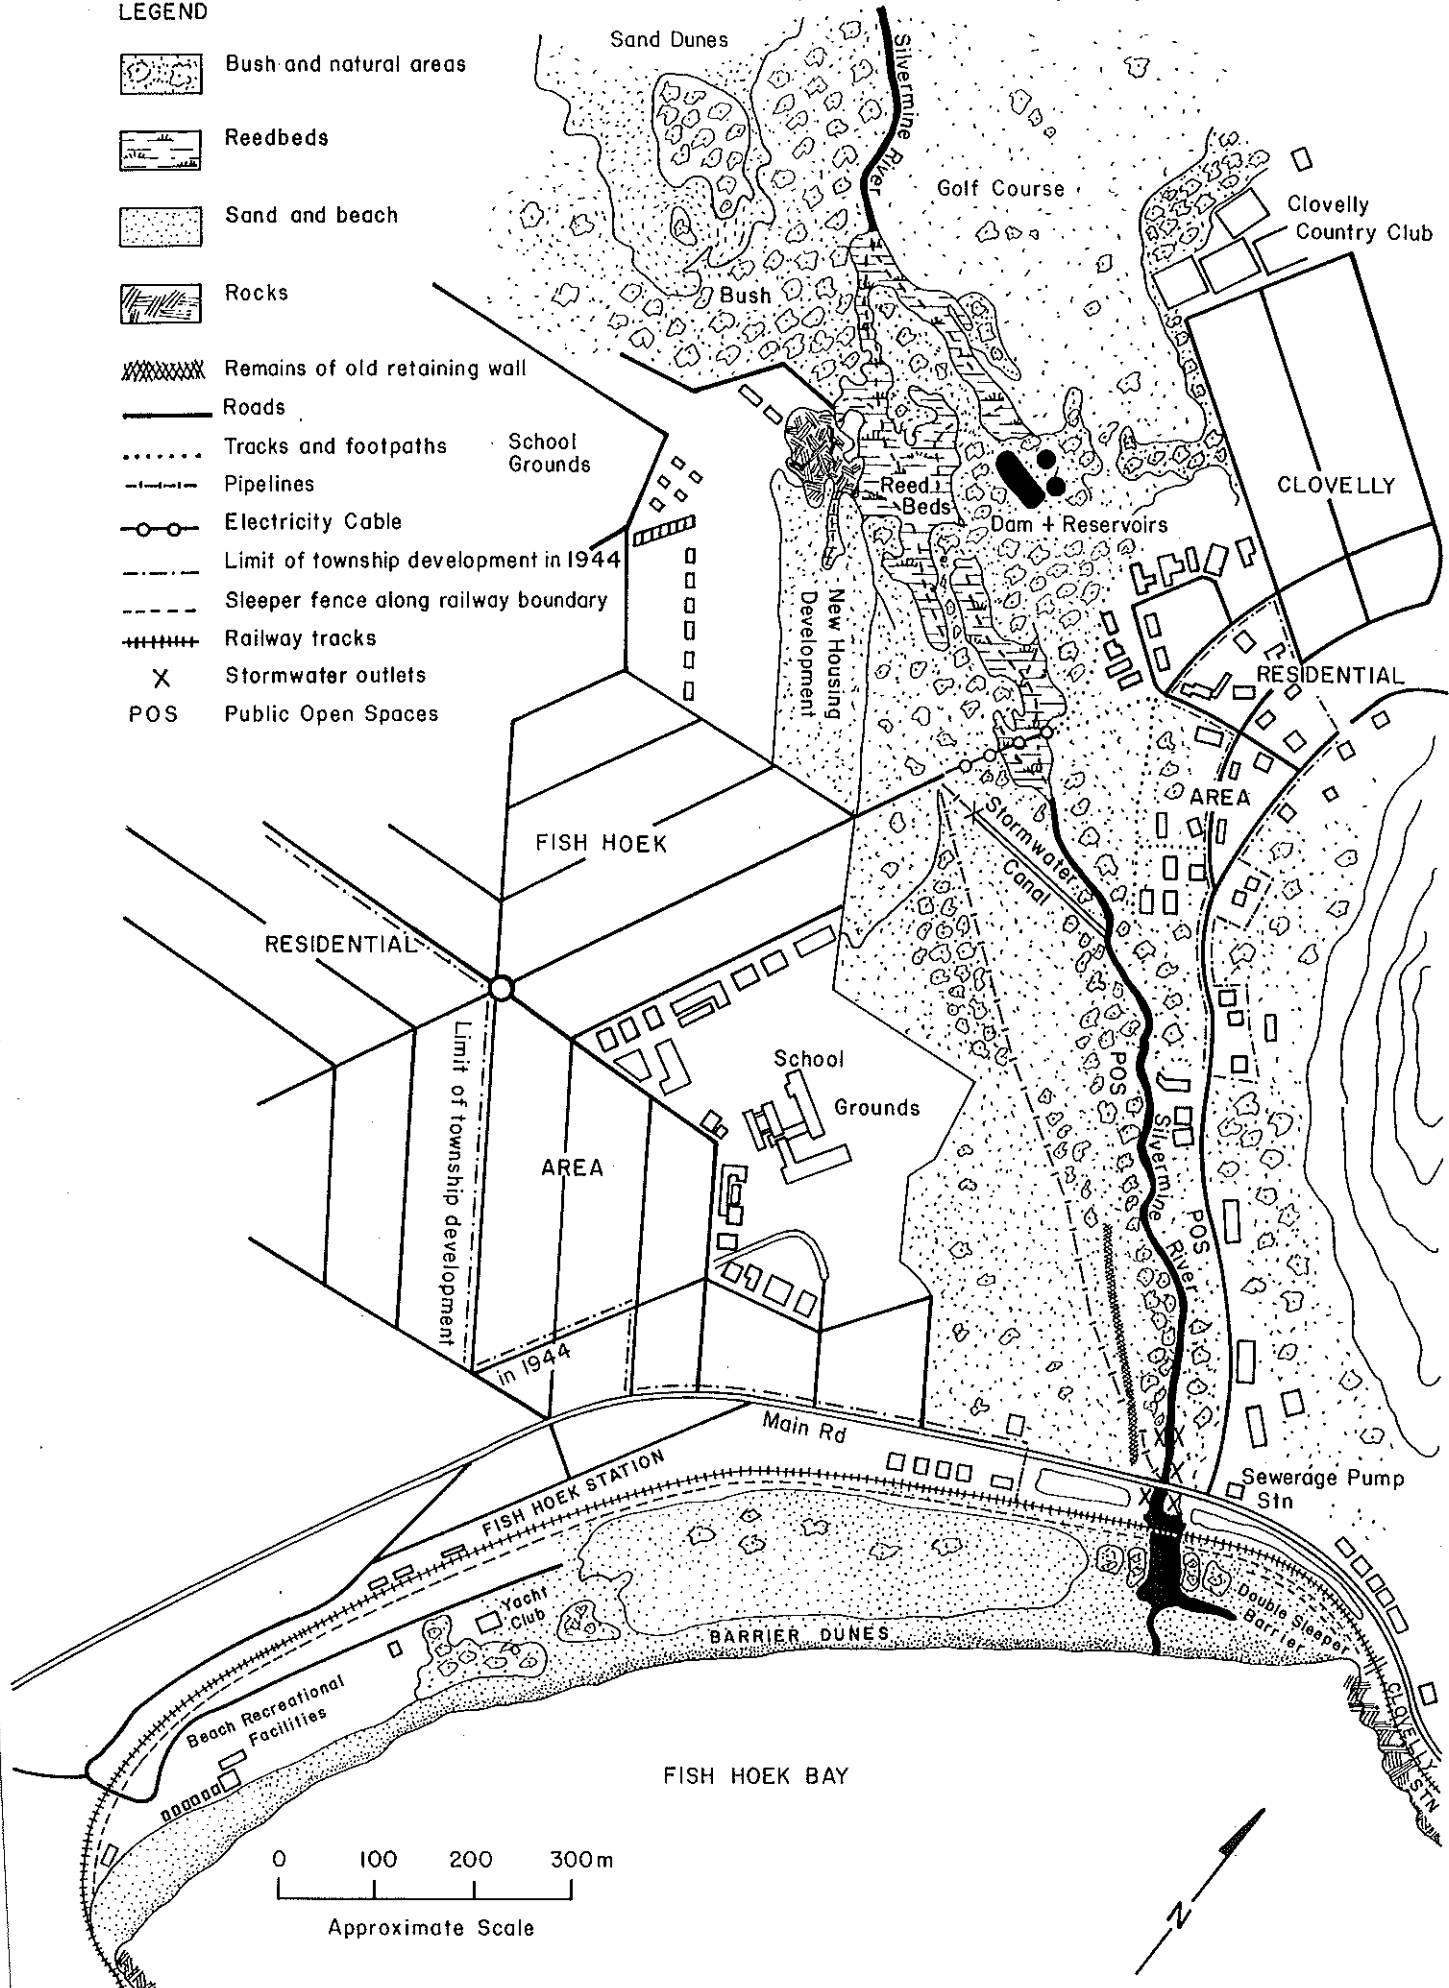 LEGEND
Bush and natural areas
Reedbeds
Sand and beach
Rocks
Remains of old retaining wall
Roads
Tracks and footpaths
Pipelines
Electricity Cable
Limit of township development in 1944
Sleeper fence along railway boundary
Railway tracks
X
Stormwater outlets
POS
Public Open Spaces
Sand Dunes
Silvermine River
Golf Course
Clovelly
Country Club
Bush
School
Grounds
Reed
Beds
Dam + Reservoirs
CLOVELLY
New Housing
Development
RESIDENTIAL
AREA
Stormwater
Canal
FISH HOEK
RESIDENTIAL
Limit of township development
in 1944
AREA
School
Grounds
POS
Silvermine River
POS
Main Rd
FISH HOEK STATION
Sewerage Pump
Stn
Yacht
Club
BARRIER DUNES
Double Sleeper
Barrier
CLOVELLY STN
Beach Recreational
Facilities
FISH HOEK BAY
0 100 200 300m
Approximate Scale
N